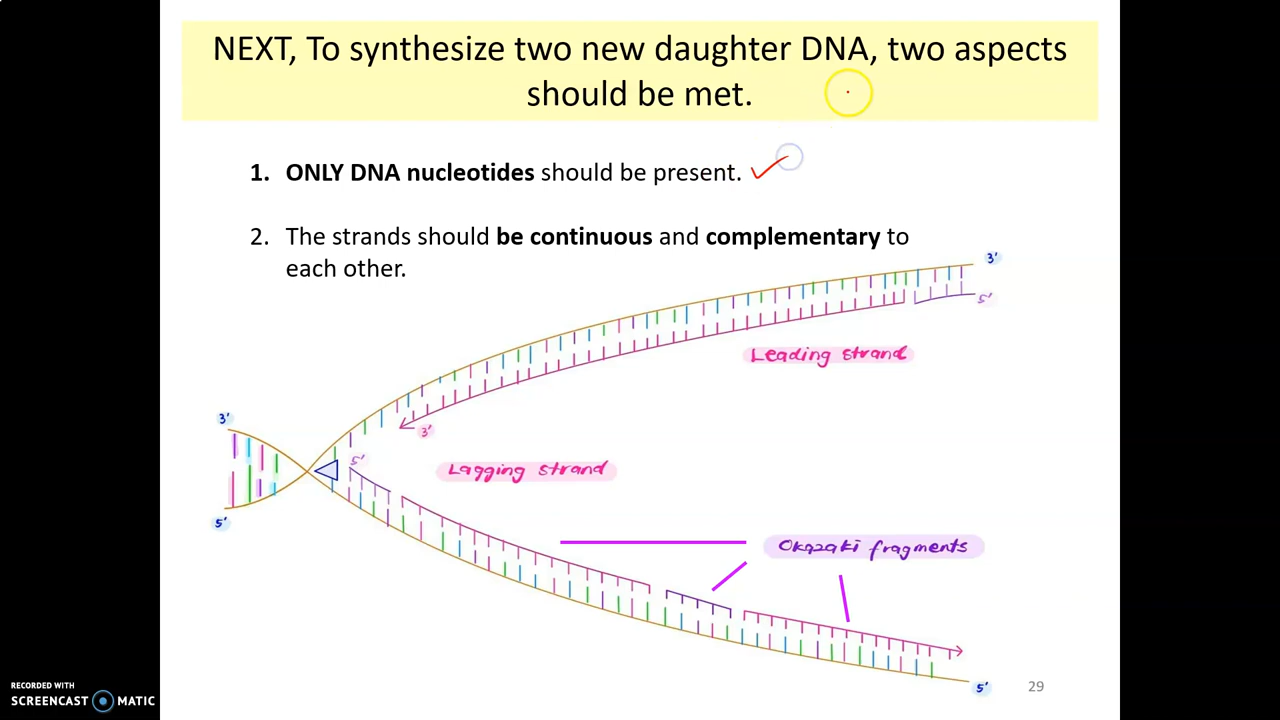 NEXT, To synthesize two new daughter DNA, two aspects
should be met.
1. ONLY DNA nucleotides should be present.
2. The strands should be continuous and complementary to
each other.
3'
5'
Leading strand
3'
3'
5'
Lagging strand
5'
Okazaki fragments
5'
29
RECORDED WITH
SCREENCAST MATIC